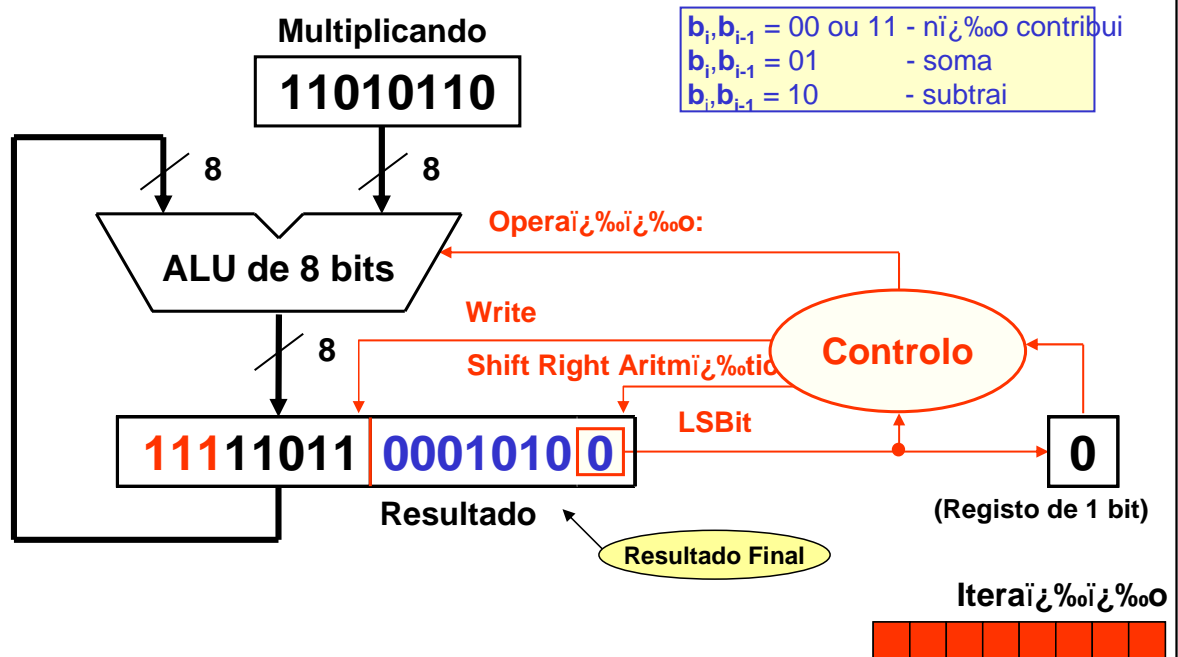 Multiplicando
11010110
bi,bi-1 = 00 ou 11 - nï¿‰o contribui
bi,bi-1 = 01 - soma
bi,bi-1 = 10 - subtrai
8
8
Operaï¿‰ï¿‰o:
ALU de 8 bits
Write
8
Controlo
Shift Right Aritmï¿‰tic
LSBit
11111011 0001010 0
0
Resultado
(Registo de 1 bit)
Resultado Final
Iteraï¿‰ï¿‰o